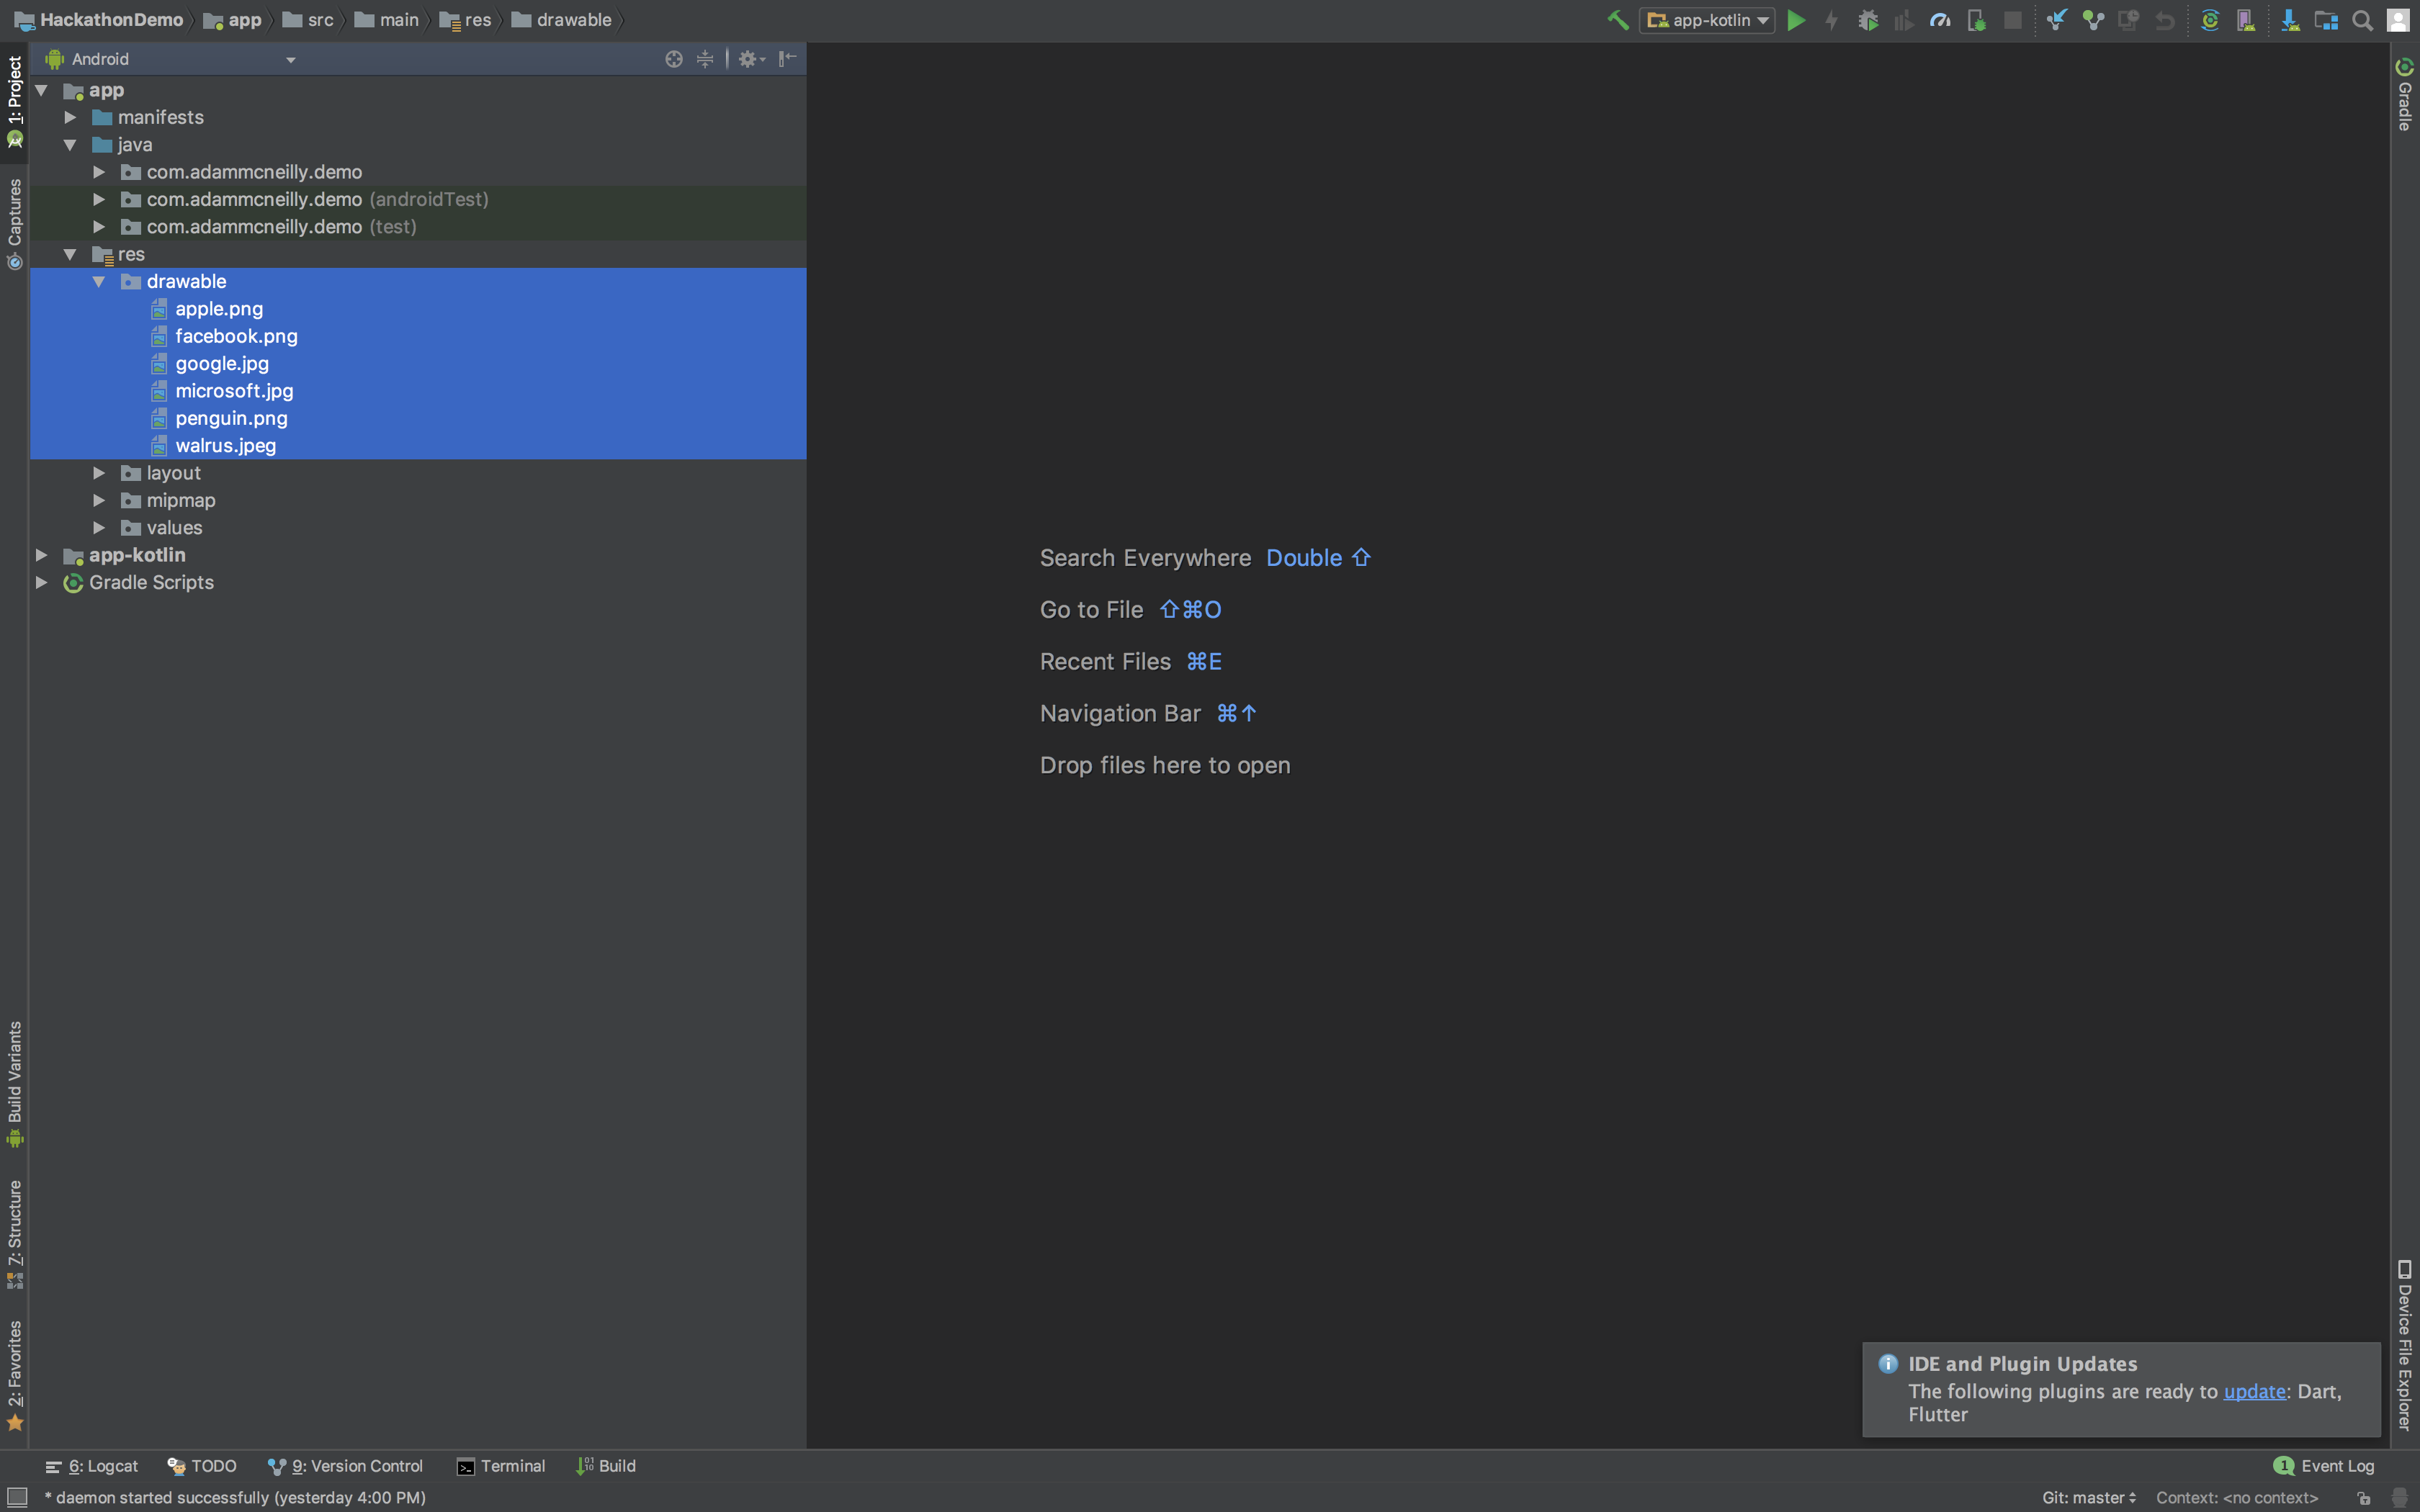 HackathonDemo app src main res drawable
app-kotlin
Android
1: Project
Captures
Build Variants
7: Structure
2: Favorites
app
manifests
java
com.adammcneilly.demo
com.adammcneilly.demo (androidTest)
com.adammcneilly.demo (test)
res
drawable
apple.png
facebook.png
google.jpg
microsoft.jpg
penguin.png
walrus.jpeg
layout
mipmap
values
app-kotlin
Gradle Scripts
Search Everywhere Double ⇧
Go to File ⇧⌘O
Recent Files ⌘E
Navigation Bar ⌘↑
Drop files here to open
Gradle
Device File Explorer
IDE and Plugin Updates
The following plugins are ready to update: Dart,
Flutter
6: Logcat TODO 9: Version Control Terminal Build
1 Event Log
* daemon started successfully (yesterday 4:00 PM)
Git: master Context: <no context>